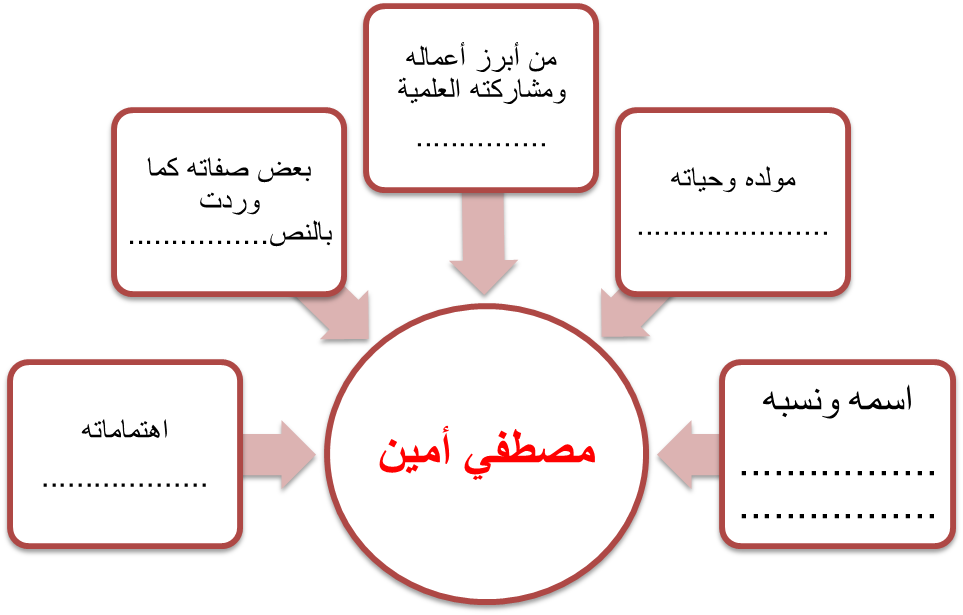 من أبرز أعماله
ومشاركته العلمية
...............
مولده وحياته
......................
بعض صفاته كما
وردت
بالنص................
اسمه ونسبه
.................
.................
مصطفي أمين
اهتماماته
...................